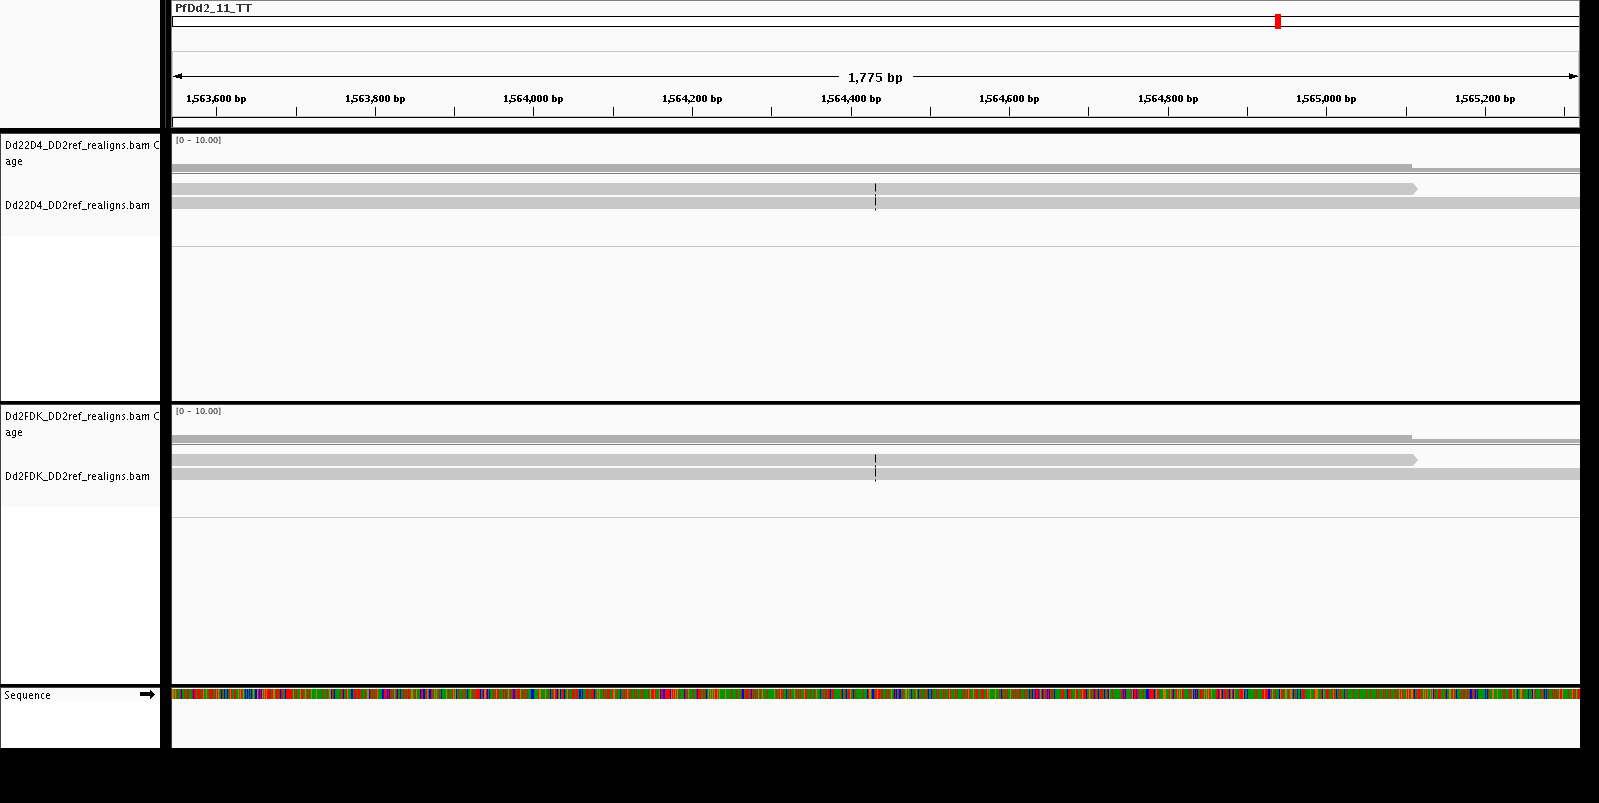 PfDd2_11_TT
1,775 bp
1,563,600 bp 1,563,800 bp 1,564,000 bp 1,564,200 bp 1,564,400 bp 1,564,600 bp 1,564,800 bp 1,565,000 bp 1,565,200 bp
Dd22D4_DD2ref_realigns.bam C
age
[0 - 10.00]
Dd22D4_DD2ref_realigns.bam
Dd2FDK_DD2ref_realigns.bam C
age
[0 - 10.00]
Dd2FDK_DD2ref_realigns.bam
Sequence